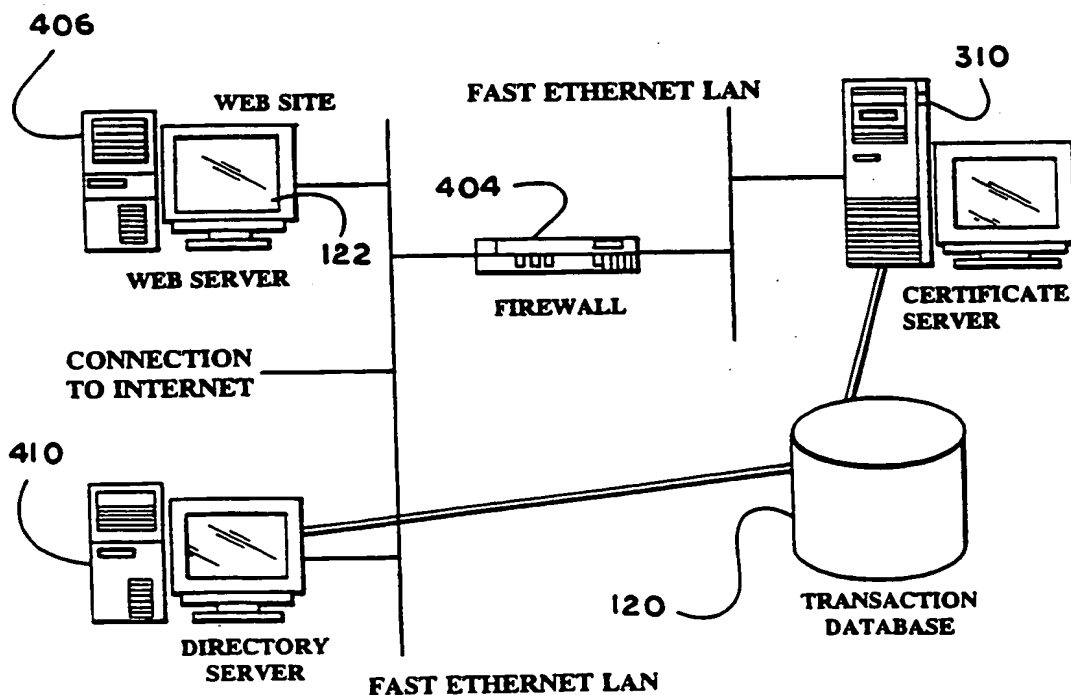 406
WEB SITE
FAST ETHERNET LAN
310
404
122
WEB SERVER
FIREWALL
CERTIFICATE
SERVER
CONNECTION
TO INTERNET
410
120
TRANSACTION
DATABASE
DIRECTORY
SERVER
FAST ETHERNET LAN